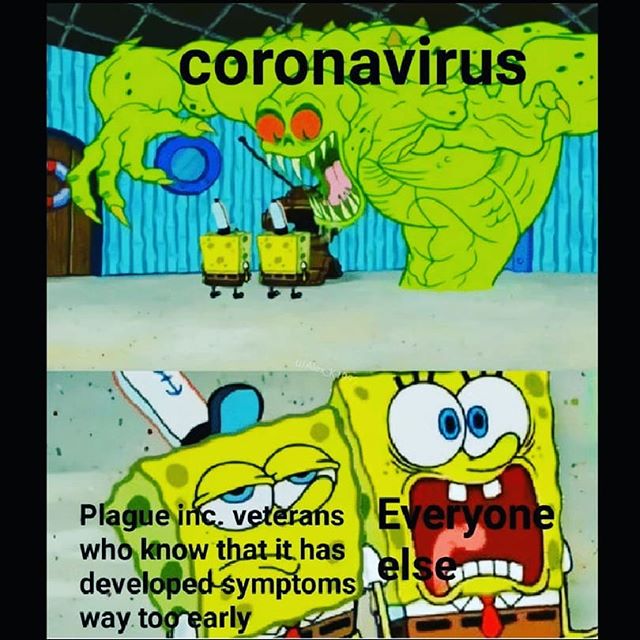 coronavirus
Plague inc. veterans
who know that it has
developed symptoms
way too early
Everyone
else